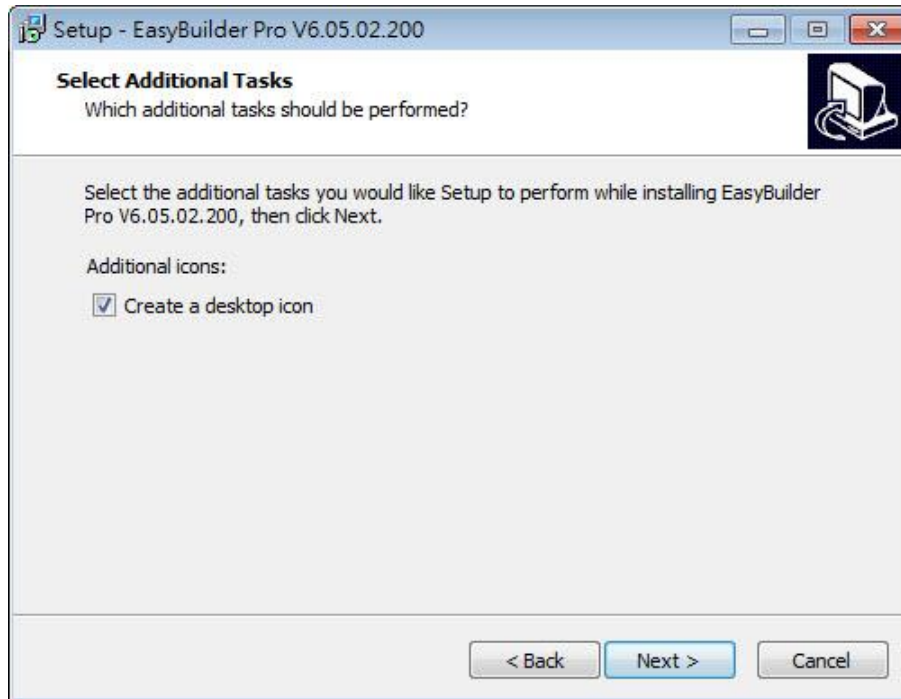 Setup - EasyBuilder Pro V6.05.02.200
Select Additional Tasks
Which additional tasks should be performed?
Select the additional tasks you would like Setup to perform while installing EasyBuilder
Pro V6.05.02.200, then click Next.
Additional icons:
Create a desktop icon
< Back
Next >
Cancel